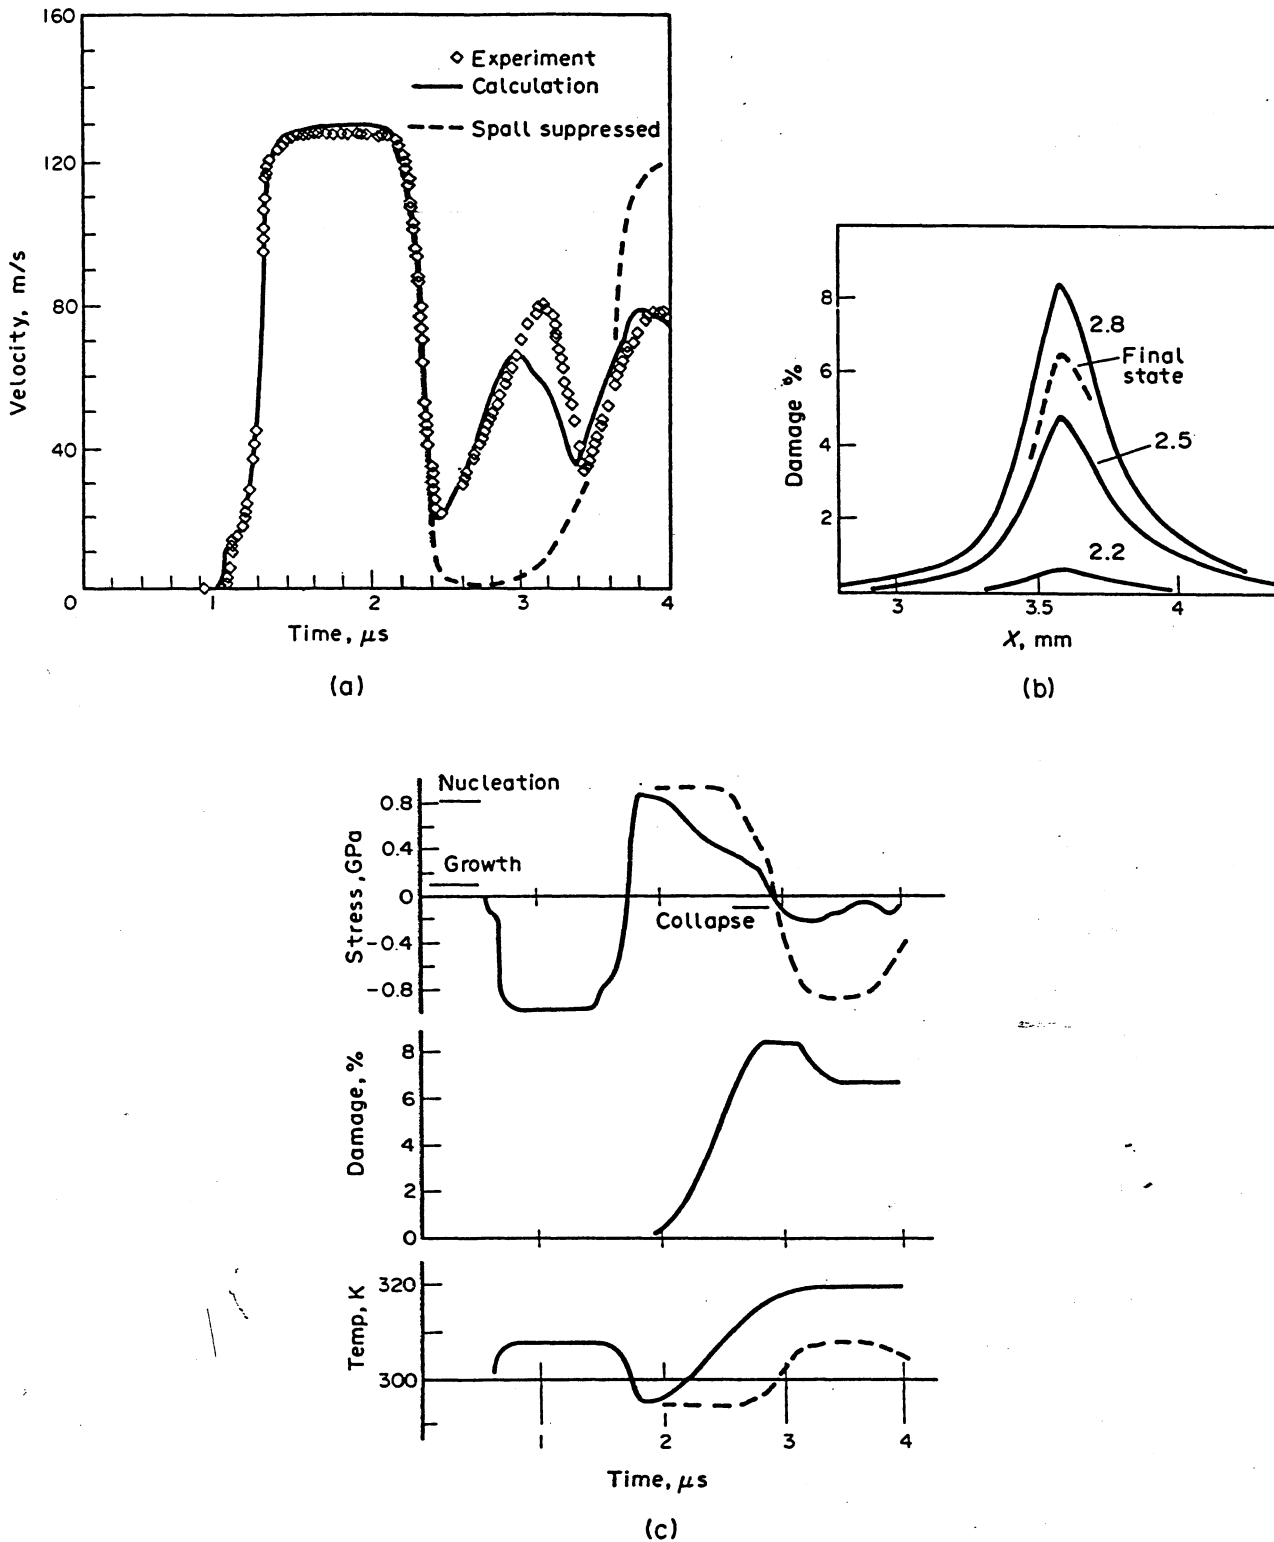 160
120
80
40
0
Velocity, m/s
◇ Experiment
Calculation
Spall suppressed
1
2
3
4
Time, μs
(a)
8
6
4
2
Damage %
2.8
Final
state
2.5
2.2
3
3.5
4
X, mm
(b)
Nucleation
0.8
0.4
Growth
0
Collapse
-0.4
-0.8
Stress, GPa
8
6
4
2
0
Damage, %
320
300
Temp, K
1
2
3
4
Time, μs
(c)